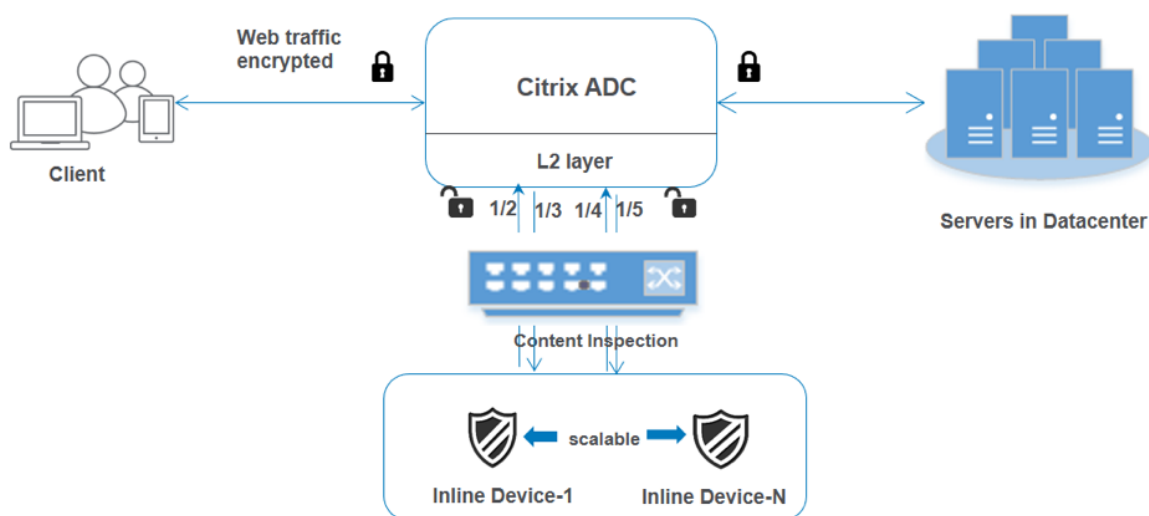 Web traffic
encrypted
Citrix ADC
L2 layer
Client
1/2 1/3 1/4 1/5
Servers in Datacenter
Content Inspection
scalable
Inline Device-1
Inline Device-N